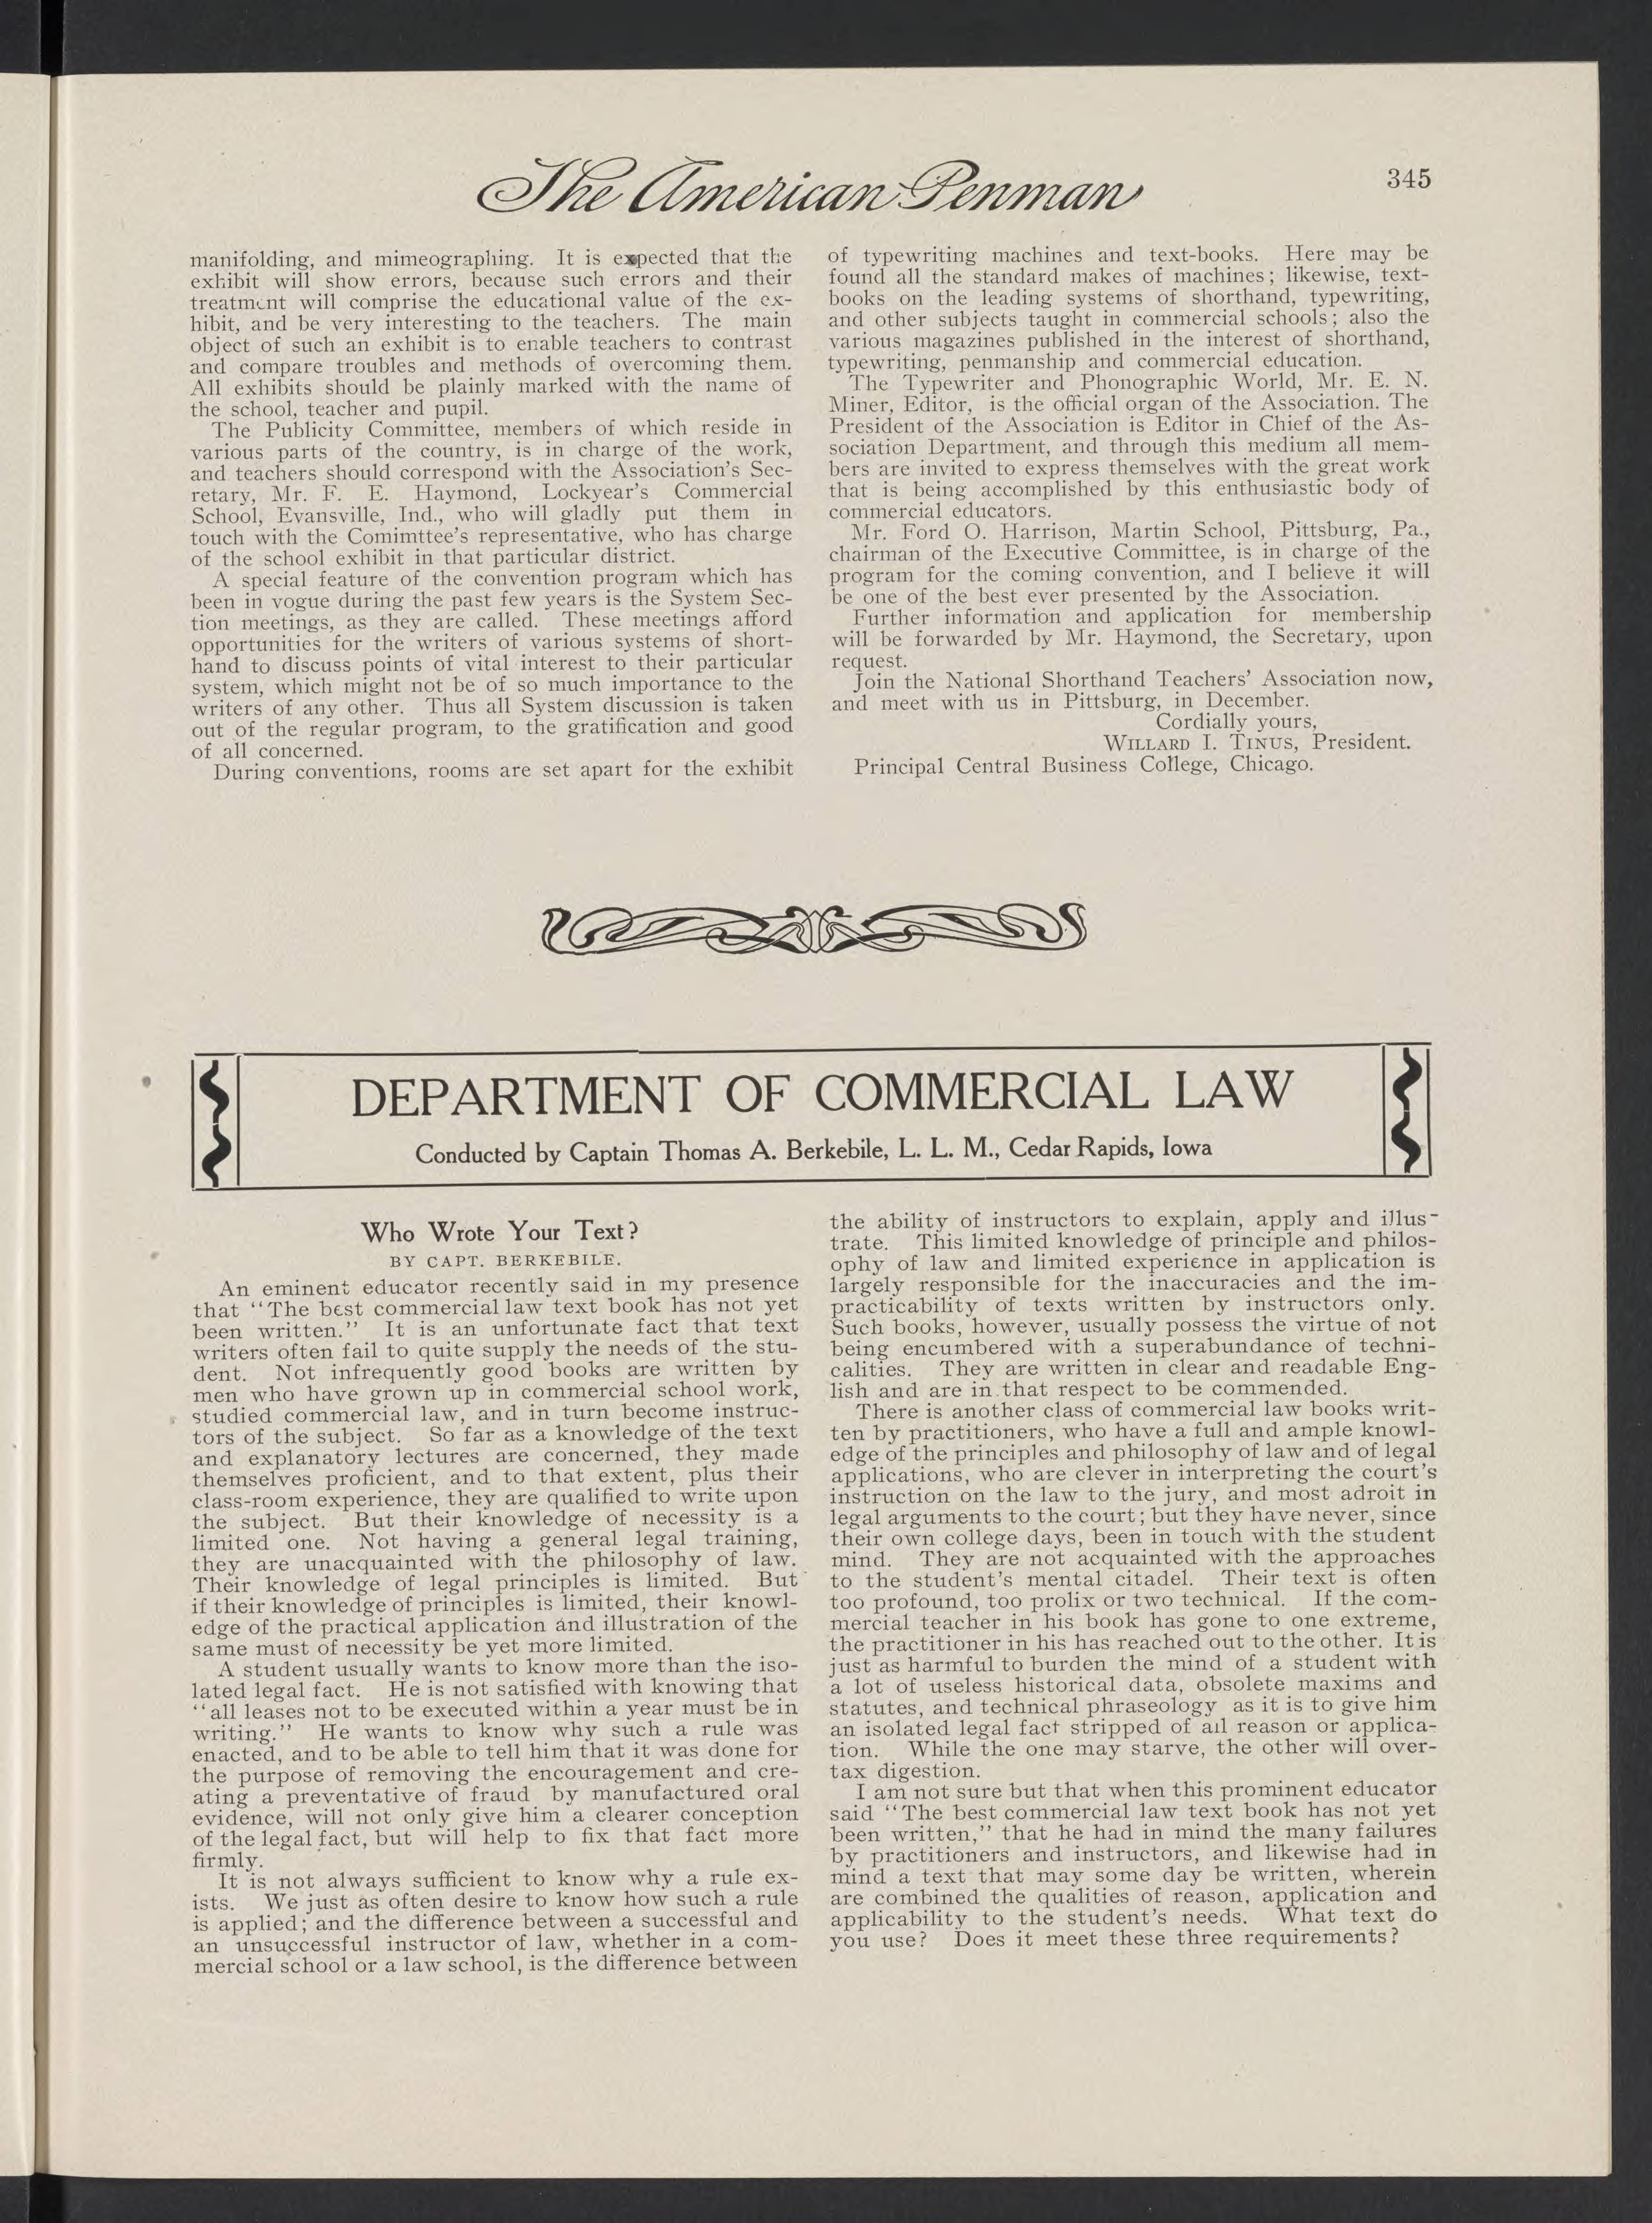 The American Penman
345
manifolding, and mimeographing. It is expected that the
exhibit will show errors, because such errors and their
treatment will comprise the educational value of the ex-
hibit, and be very interesting to the teachers. The main
object of such an exhibit is to enable teachers to contrast
and compare troubles and methods of overcoming them.
All exhibits should be plainly marked with the name of
the school, teacher and pupil.
The Publicity Committee, members of which reside in
various parts of the country, is in charge of the work,
and teachers should correspond with the Association's Sec-
retary, Mr. F. E. Haymond, Lockyear's Commercial
School, Evansville, Ind., who will gladly put them in
touch with the Comimttee's representative, who has charge
of the school exhibit in that particular district.
A special feature of the convention program which has
been in vogue during the past few years is the System Sec-
tion meetings, as they are called. These meetings afford
opportunities for the writers of various systems of short-
hand to discuss points of vital interest to their particular
system, which might not be of so much importance to the
writers of any other. Thus all System discussion is taken
out of the regular program, to the gratification and good
of all concerned.
During conventions, rooms are set apart for the exhibit
of typewriting machines and text-books. Here may be
found all the standard makes of machines; likewise, text-
books on the leading systems of shorthand, typewriting,
and other subjects taught in commercial schools; also the
various magazines published in the interest of shorthand,
typewriting, penmanship and commercial education.
The Typewriter and Phonographic World, Mr. E. N.
Miner, Editor, is the official organ of the Association. The
President of the Association is Editor in Chief of the As-
sociation Department, and through this medium all mem-
bers are invited to express themselves with the great work
that is being accomplished by this enthusiastic body of
commercial educators.
Mr. Ford O. Harrison, Martin School, Pittsburg, Pa.,
chairman of the Executive Committee, is in charge of the
program for the coming convention, and I believe it will
be one of the best ever presented by the Association.
Further information and application for membership
will be forwarded by Mr. Haymond, the Secretary, upon
request.
Join the National Shorthand Teachers' Association now,
and meet with us in Pittsburg, in December.
Cordially yours,
WILLARD I. TINUS, President.
Principal Central Business College, Chicago.
DEPARTMENT OF COMMERCIAL LAW
Conducted by Captain Thomas A. Berkebile, L. L. M., Cedar Rapids, Iowa
Who Wrote Your Text?
BY CAPT. BERKEBILE.
An eminent educator recently said in my presence
that "The best commercial law text book has not yet
been written." It is an unfortunate fact that text
writers often fail to quite supply the needs of the stu-
dent. Not infrequently good books are written by
men who have grown up in commercial school work,
studied commercial law, and in turn become instruc-
tors of the subject. So far as a knowledge of the text
and explanatory lectures are concerned, they made
themselves proficient, and to that extent, plus their
class-room experience, they are qualified to write upon
the subject. But their knowledge of necessity is a
limited one. Not having a general legal training,
they are unacquainted with the philosophy of law.
Their knowledge of legal principles is limited. But
if their knowledge of principles is limited, their knowl-
edge of the practical application and illustration of the
same must of necessity be yet more limited.
A student usually wants to know more than the iso-
lated legal fact. He is not satisfied with knowing that
"all leases not to be executed within a year must be in
writing." He wants to know why such a rule was
enacted, and to be able to tell him that it was done for
the purpose of removing the encouragement and cre-
ating a preventative of fraud by manufactured oral
evidence, will not only give him a clearer conception
of the legal fact, but will help to fix that fact more
firmly.
It is not always sufficient to know why a rule ex-
ists. We just as often desire to know how such a rule
is applied; and the difference between a successful and
an unsuccessful instructor of law, whether in a com-
mercial school or a law school, is the difference between
the ability of instructors to explain, apply and illus-
trate. This limited knowledge of principle and philos-
ophy of law and limited experience in application is
largely responsible for the inaccuracies and the im-
practicability of texts written by instructors only.
Such books, however, usually possess the virtue of not
being encumbered with a superabundance of techni-
calities. They are written in clear and readable Eng-
lish and are in that respect to be commended.
There is another class of commercial law books writ-
ten by practitioners, who have a full and ample knowl-
edge of the principles and philosophy of law and of legal
applications, who are clever in interpreting the court's
instruction on the law to the jury, and most adroit in
legal arguments to the court; but they have never, since
their own college days, been in touch with the student
mind. They are not acquainted with the approaches
to the student's mental citadel. Their text is often
too profound, too prolix or two technical. If the com-
mercial teacher in his book has gone to one extreme,
the practitioner in his has reached out to the other. It is
just as harmful to burden the mind of a student with
a lot of useless historical data, obsolete maxims and
statutes, and technical phraseology as it is to give him
an isolated legal fact stripped of all reason or applica-
tion. While the one may starve, the other will over-
tax digestion.
I am not sure but that when this prominent educator
said "The best commercial law text book has not yet
been written," that he had in mind the many failures
by practitioners and instructors, and likewise had in
mind a text that may some day be written, wherein
are combined the qualities of reason, application and
applicability to the student's needs. What text do
you use? Does it meet these three requirements?